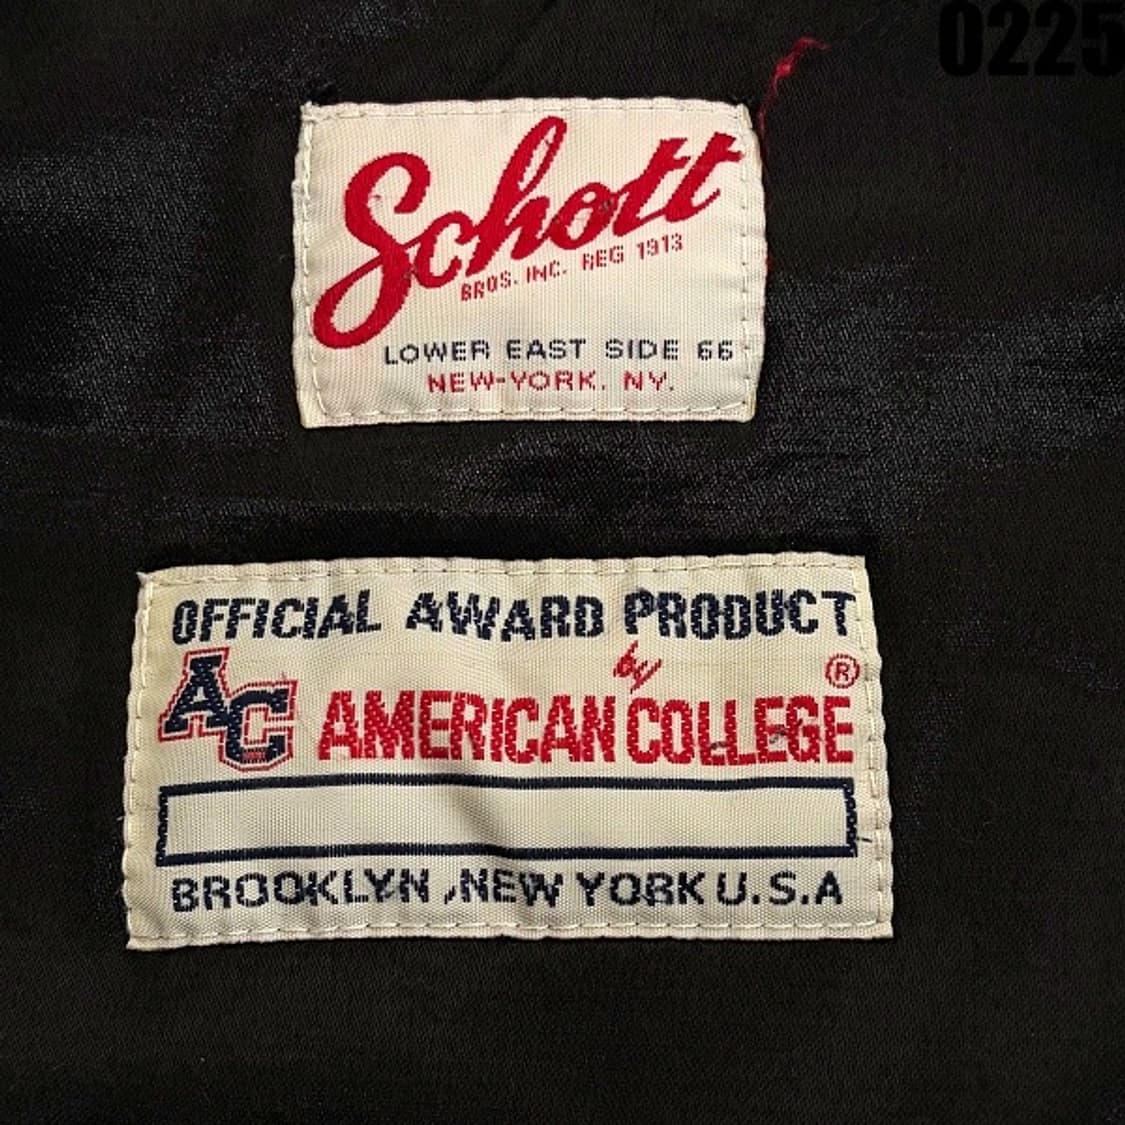 0225
Schott
BROS. INC. REG 1913
LOWER EAST SIDE 66
NEW-YORK. NY.
OFFICIAL AWARD PRODUCT
by ®
AC AMERICAN COLLEGE
BROOKLYN ,NEW YORK U.S.A